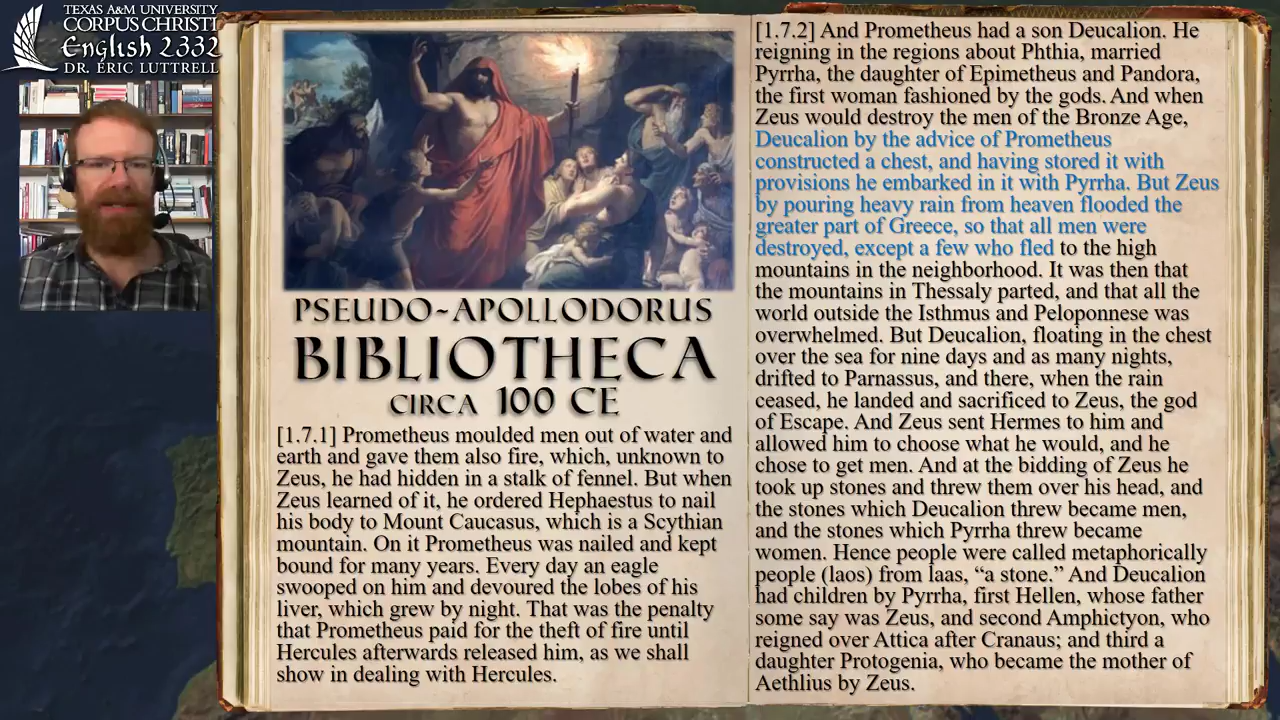 TEXAS A&M UNIVERSITY
CORPUS CHRISTI
English 2332
DR. ERIC LUTTRELL
PSEUDO-APOLLODORUS
BIBLIOTHECA
CIRCA 100 CE
[1.7.1] Prometheus moulded men out of water and
earth and gave them also fire, which, unknown to
Zeus, he had hidden in a stalk of fennel. But when
Zeus learned of it, he ordered Hephaestus to nail
his body to Mount Caucasus, which is a Scythian
mountain. On it Prometheus was nailed and kept
bound for many years. Every day an eagle
swooped on him and devoured the lobes of his
liver, which grew by night. That was the penalty
that Prometheus paid for the theft of fire until
Hercules afterwards released him, as we shall
show in dealing with Hercules.
[1.7.2] And Prometheus had a son Deucalion. He
reigning in the regions about Phthia, married
Pyrrha, the daughter of Epimetheus and Pandora,
the first woman fashioned by the gods. And when
Zeus would destroy the men of the Bronze Age,
Deucalion by the advice of Prometheus
constructed a chest, and having stored it with
provisions he embarked in it with Pyrrha. But Zeus
by pouring heavy rain from heaven flooded the
greater part of Greece, so that all men were
destroyed, except a few who fled to the high
mountains in the neighborhood. It was then that
the mountains in Thessaly parted, and that all the
world outside the Isthmus and Peloponnese was
overwhelmed. But Deucalion, floating in the chest
over the sea for nine days and as many nights,
drifted to Parnassus, and there, when the rain
ceased, he landed and sacrificed to Zeus, the god
of Escape. And Zeus sent Hermes to him and
allowed him to choose what he would, and he
chose to get men. And at the bidding of Zeus he
took up stones and threw them over his head, and
the stones which Deucalion threw became men,
and the stones which Pyrrha threw became
women. Hence people were called metaphorically
people (laos) from laas, “a stone.” And Deucalion
had children by Pyrrha, first Hellen, whose father
some say was Zeus, and second Amphictyon, who
reigned over Attica after Cranaus; and third a
daughter Protogenia, who became the mother of
Aethlius by Zeus.